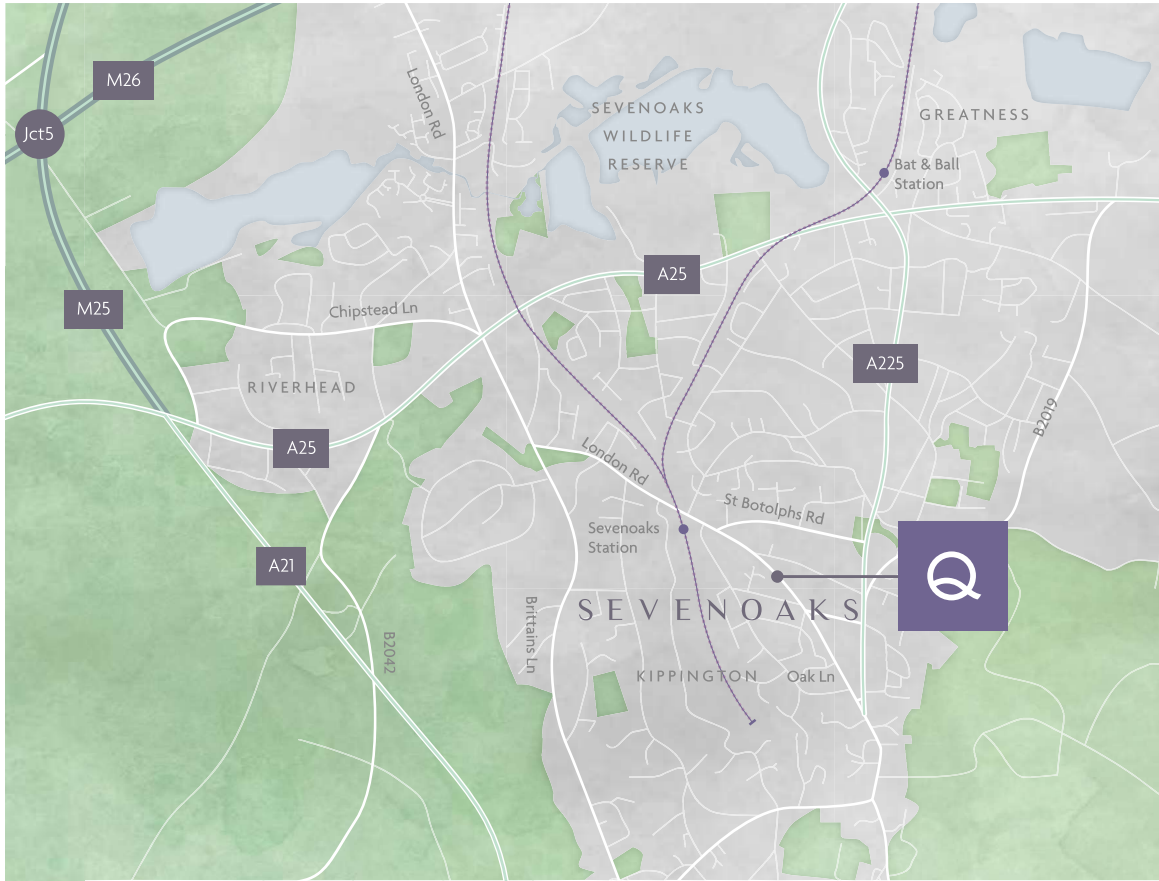 M26
Jct5
London Rd
SEVENOAKS
WILDLIFE
RESERVE
GREATNESS
Bat & Ball
Station
A25
M25
Chipstead Ln
A225
RIVERHEAD
B2019
A25
London Rd
St Botolphs Rd
Sevenoaks
Station
A21
Q
SEVENOAKS
Brittains Ln
B2042
KIPPINGTON
Oak Ln